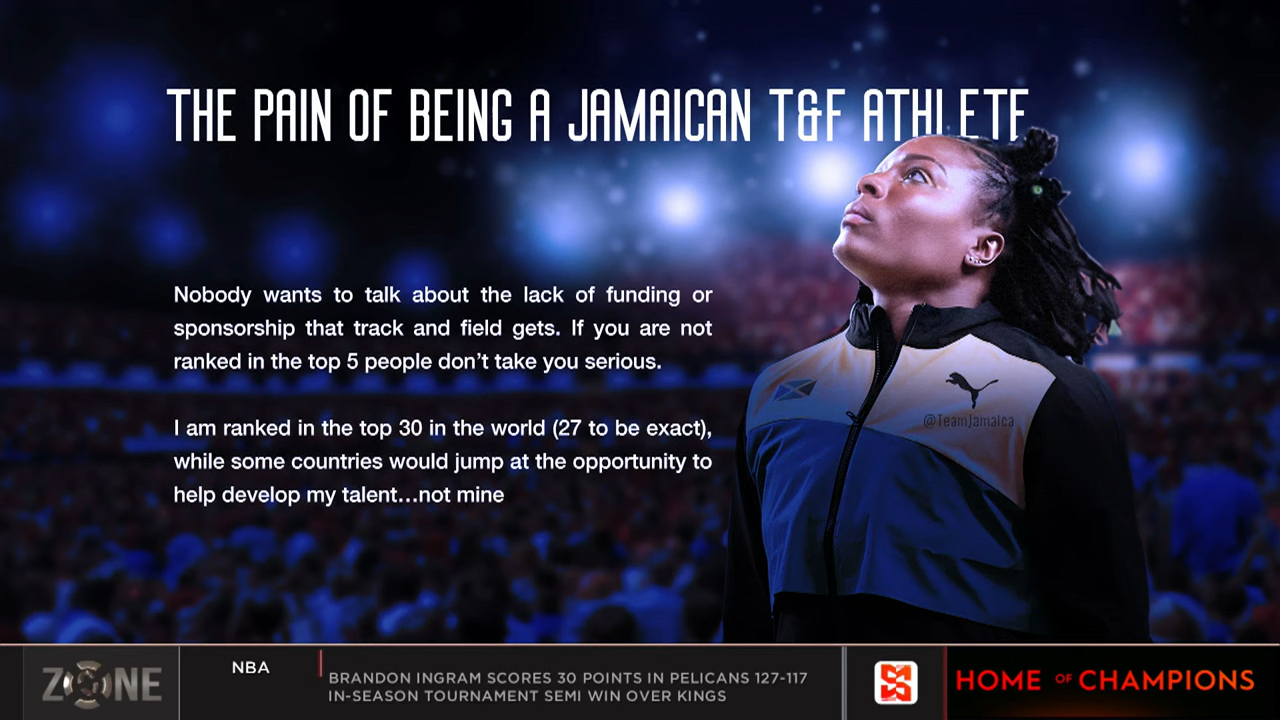 THE PAIN OF BEING A JAMAICAN T&F ATHLETE
Nobody wants to talk about the lack of funding or
sponsorship that track and field gets. If you are not
ranked in the top 5 people don't take you serious.
I am ranked in the top 30 in the world (27 to be exact),
while some countries would jump at the opportunity to
help develop my talent...not mine
@TeamJamaica
ZONE
NBA
BRANDON INGRAM SCORES 30 POINTS IN PELICANS 127-117
IN-SEASON TOURNAMENT SEMI WIN OVER KINGS
HOME OF CHAMPIONS